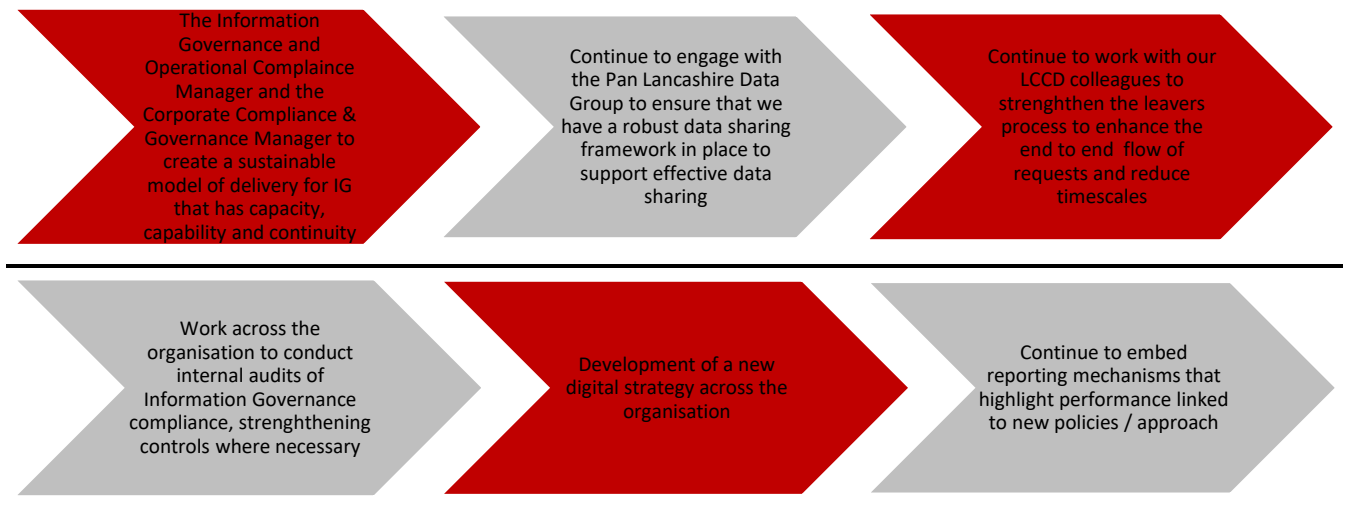 The Information
Governance and
Operational Complaince
Manager and the
Corporate Compliance &
Governance Manager to
create a sustainable
model of delivery for IG
that has capacity,
capability and continuity
Continue to engage with
the Pan Lancashire Data
Group to ensure that we
have a robust data sharing
framework in place to
support effective data
sharing
Continue to work with our
LCCD colleagues to
strenghthen the leavers
process to enhance the
end to end flow of
requests and reduce
timescales
Work across the
organisation to conduct
internal audits of
Information Governance
compliance, strenghthening
controls where necessary
Development of a new
digital strategy across the
organisation
Continue to embed
reporting mechanisms that
highlight performance linked
to new policies / approach